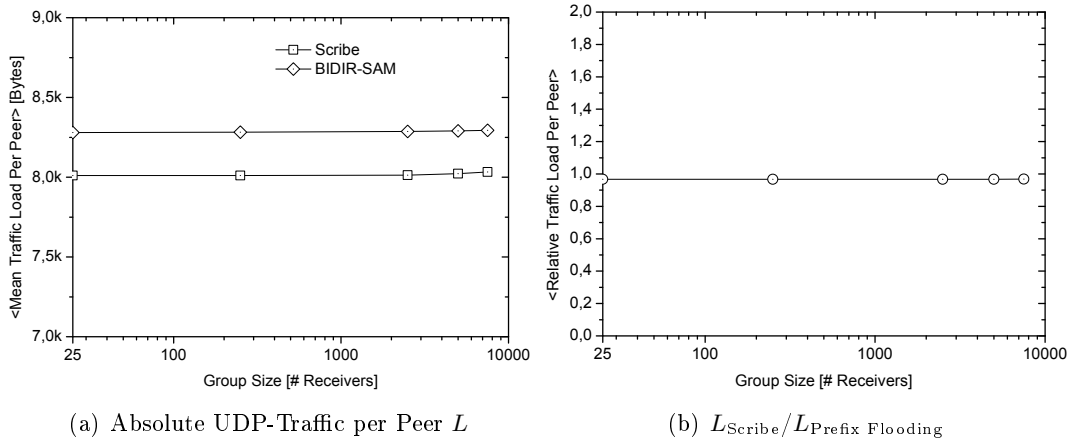 9,0k
8,5k
8,0k
7,5k
7,0k
<Mean Traffic Load Per Peer> [Bytes]
Scribe
BIDIR-SAM
25
100
1000
10000
Group Size [# Receivers]
(a) Absolute UDP-Traffic per Peer L
2,0
1,8
1,6
1,4
1,2
1,0
0,8
0,6
0,4
0,2
0,0
<Relative Traffic Load Per Peer>
25
100
1000
10000
Group Size [# Receivers]
(b) L_Scribe/L_Prefix Flooding